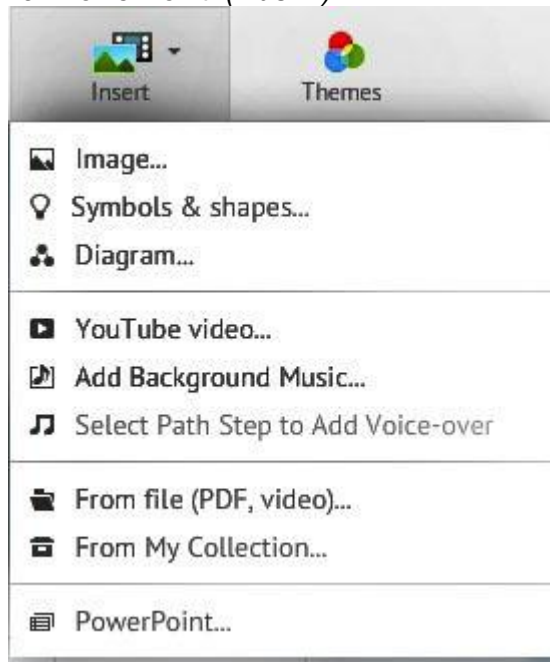 Insert
Themes
Image...
Symbols & shapes...
Diagram...
YouTube video...
Add Background Music...
Select Path Step to Add Voice-over
From file (PDF, video)...
From My Collection...
PowerPoint...